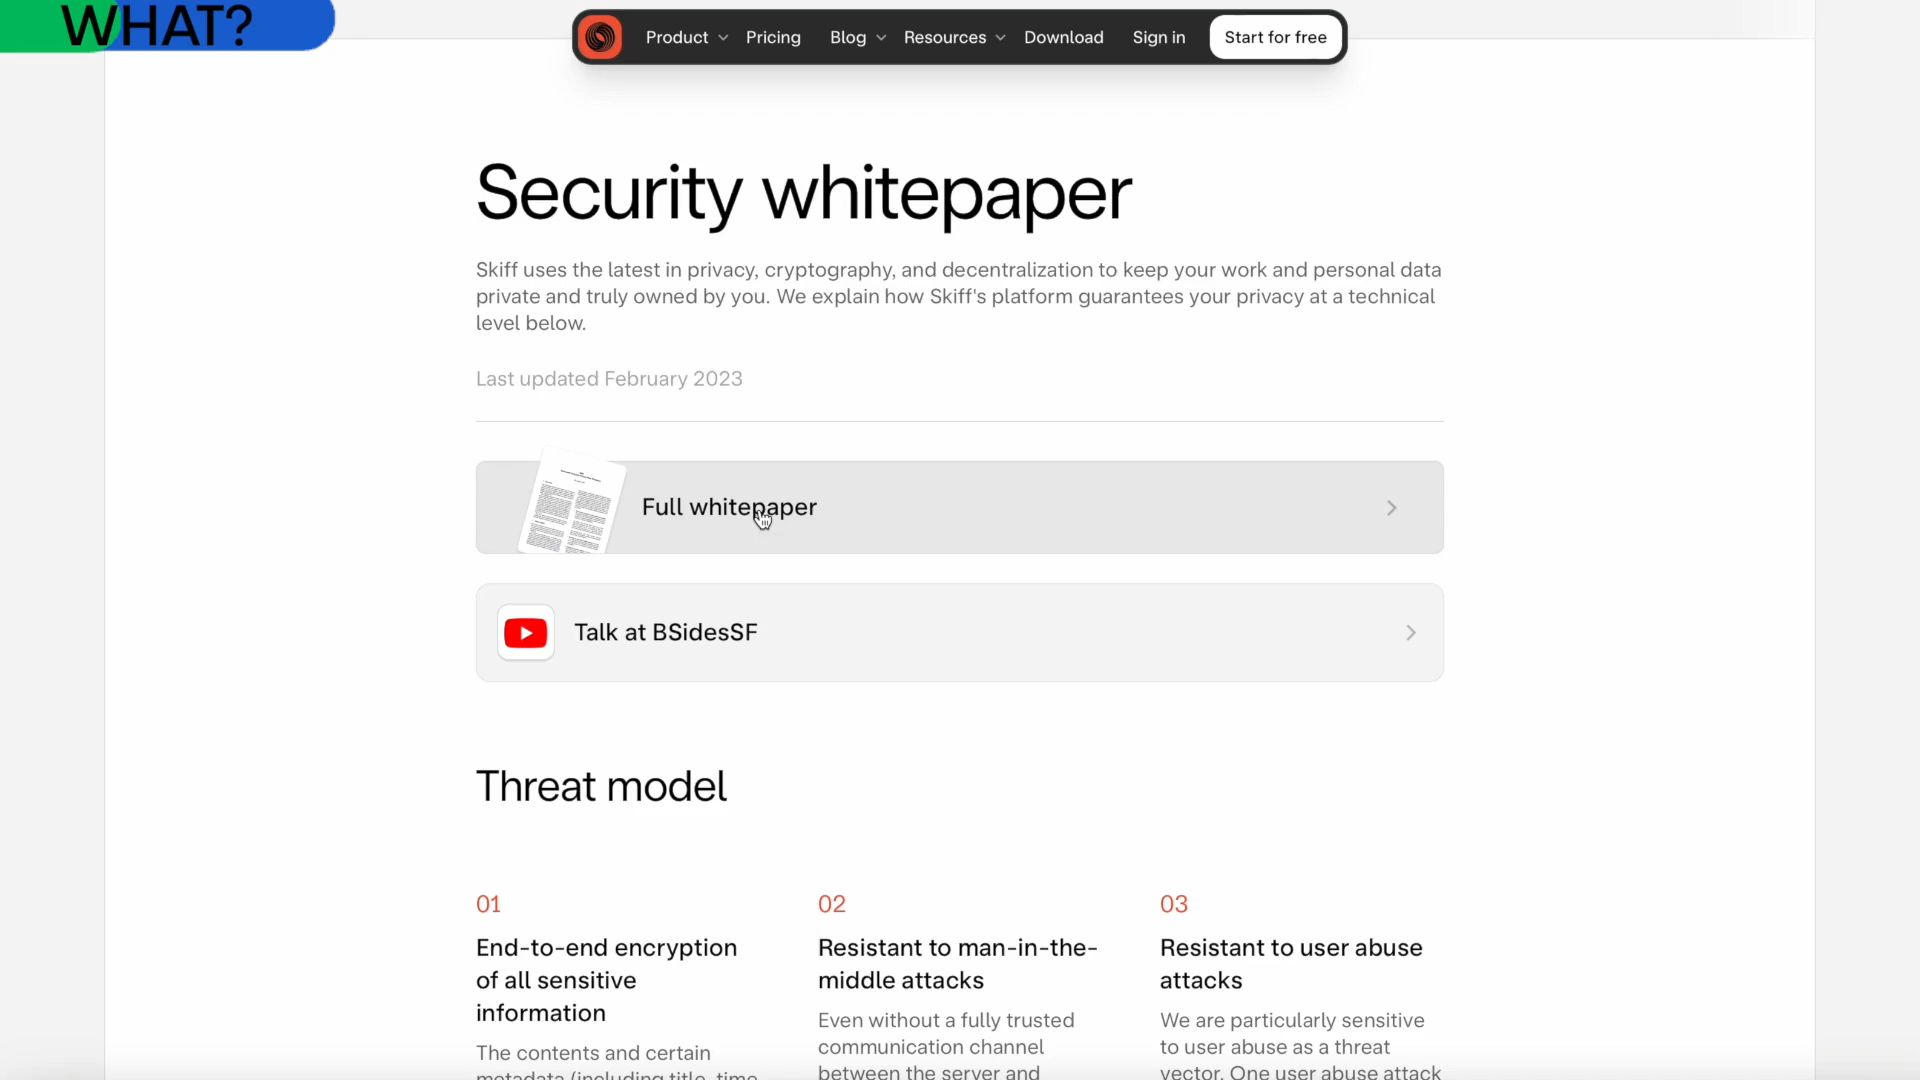 WHAT?
Product
Pricing
Blog
Resources
Download
Sign in
Start for free
Security whitepaper
Skiff uses the latest in privacy, cryptography, and decentralization to keep your work and personal data
private and truly owned by you. We explain how Skiff's platform guarantees your privacy at a technical
level below.
Last updated February 2023
Full whitepaper
Talk at BSidesSF
Threat model
01
End-to-end encryption
of all sensitive
information
The contents and certain
metadata (including title, time
02
Resistant to man-in-the-
middle attacks
Even without a fully trusted
communication channel
between the server and
03
Resistant to user abuse
attacks
We are particularly sensitive
to user abuse as a threat
vector. One user abuse attack